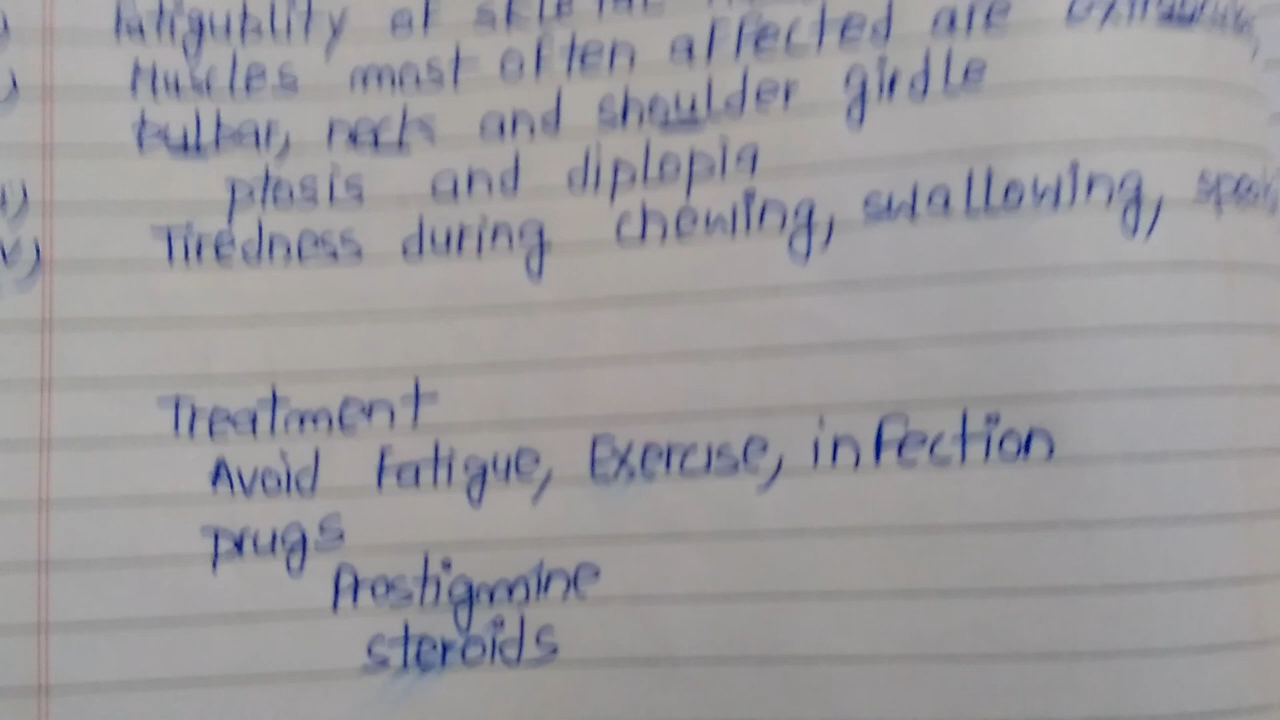 fatigublity of
Muscles most often affected are
bulbar, neck and shoulder girdle
ptosis and diplopia
v) Tiredness during chewing, swallowing,
Treatment
Avoid Fatigue, Exercise, infection
Drugs
Prostigmine
steroids